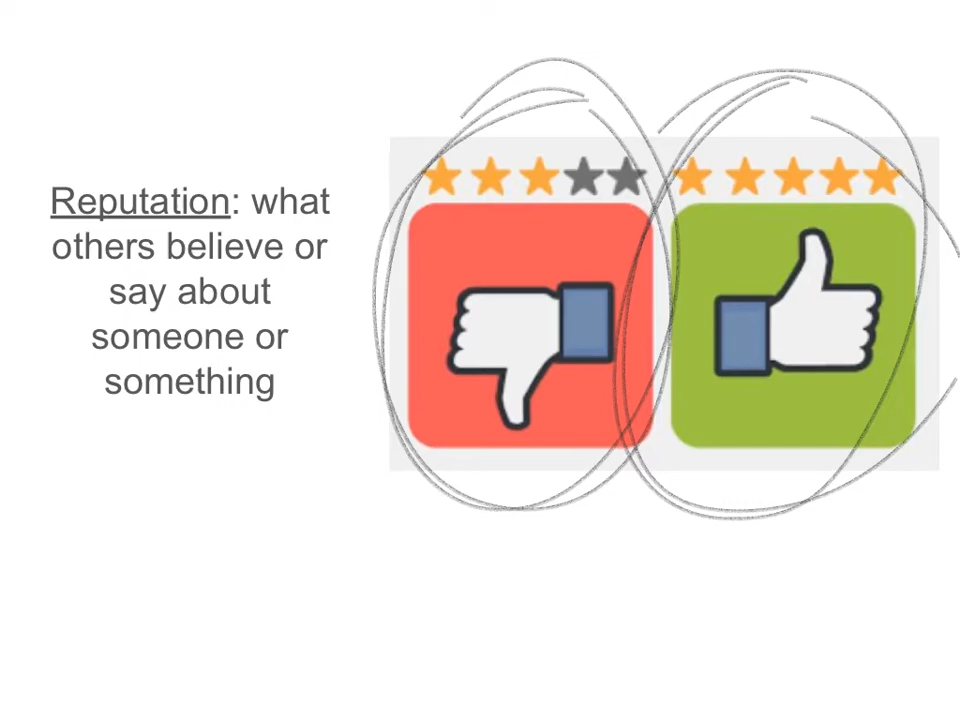 Reputation: what
others believe or
say about
someone or
something